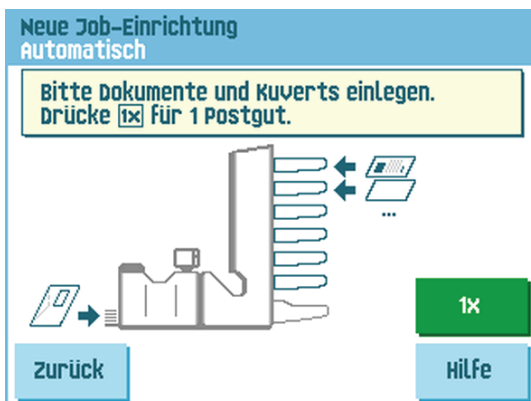 Neue Job-Einrichtung
Automatisch
Bitte Dokumente und Kuverts einlegen.
Drücke 1x für 1 Postgut.
...
1x
Zurück
Hilfe